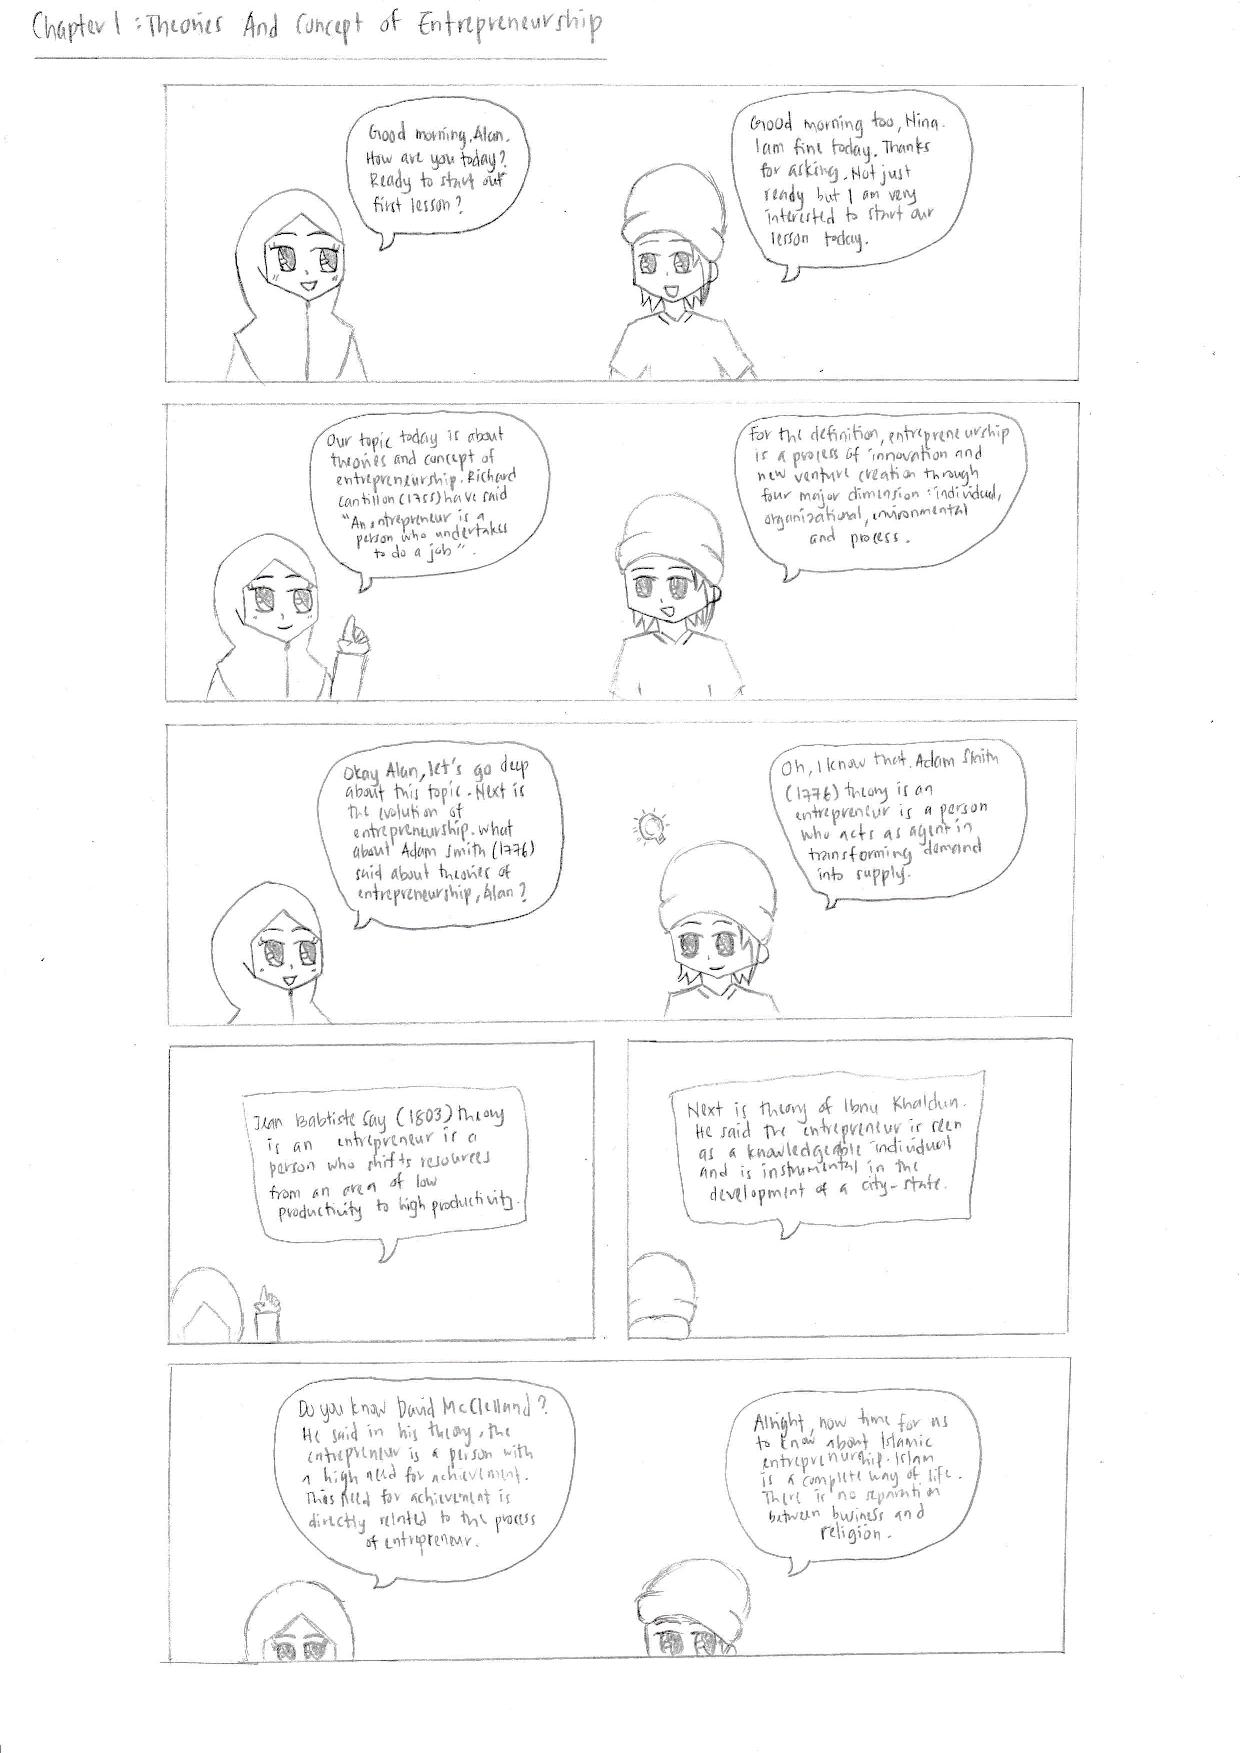 Chapter 1 : Theories And Concept of Entrepreneurship
Good morning, Alan.
How are you today?
Ready to start our
first lesson?
Good morning too, Nina.
I am fine today. Thanks
for asking. Not just
ready but I am very
interested to start our
lesson today.
Our topic today is about
theories and concept of
entrepreneurship. Richard
Cantillon (1755) have said
"An entrepreneur is a
person who undertakes
to do a job".
For the definition, entrepreneurship
is a process of innovation and
new venture creation through
four major dimension : individual,
organizational, environmental
and process.
Okay Alan, let's go deep
about this topic. Next is
the evolution of
entrepreneurship. What
about Adam Smith (1776)
said about theories of
entrepreneurship, Alan?
Oh, I know that. Adam Smith
(1776) theory is an
entrepreneur is a person
who acts as agent in
transforming demand
into supply.
Jean Babtiste Say (1803) theory
is an entrepreneur is a
person who shifts resources
from an area of low
productivity to high productivity.
Next is theory of Ibnu Khaldun.
He said the entrepreneur is seen
as a knowledgeable individual
and is instrumental in the
development of a city-state.
Do you know David McClelland?
He said in his theory, the
entrepreneur is a person with
a high need for achievement.
This need for achievement is
directly related to the process
of entrepreneur.
Alright, now time for us
to know about Islamic
entreprenurship. Islam
is a complete way of life.
There is no separation
between business and
religion.